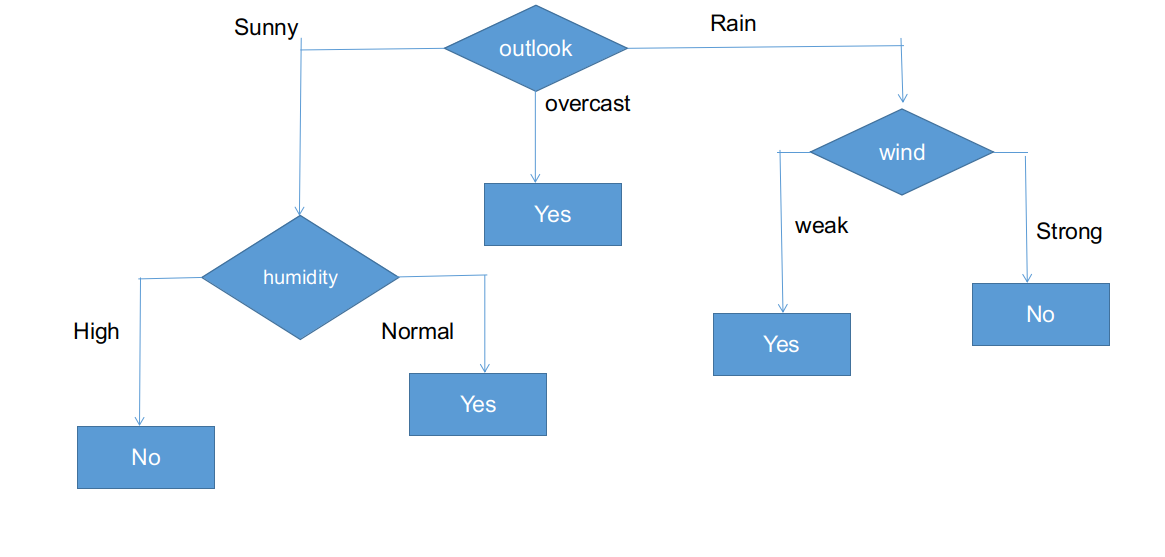 Sunny
outlook
Rain
overcast
wind
Yes
weak
Strong
humidity
High
Normal
Yes
No
Yes
No